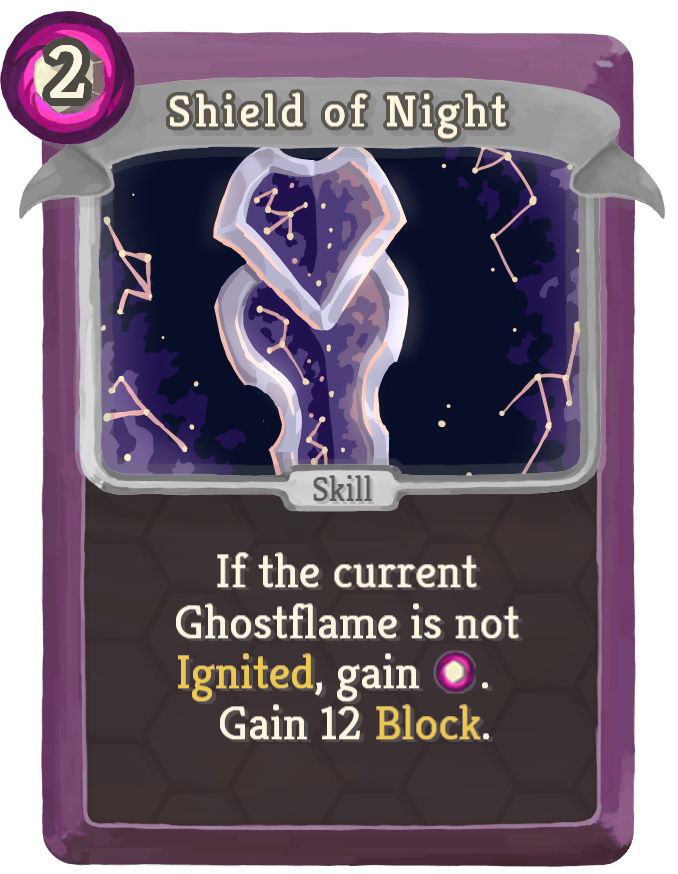 2
Shield of Night
Skill
If the current
Ghostflame is not
Ignited, gain .
Gain 12 Block.